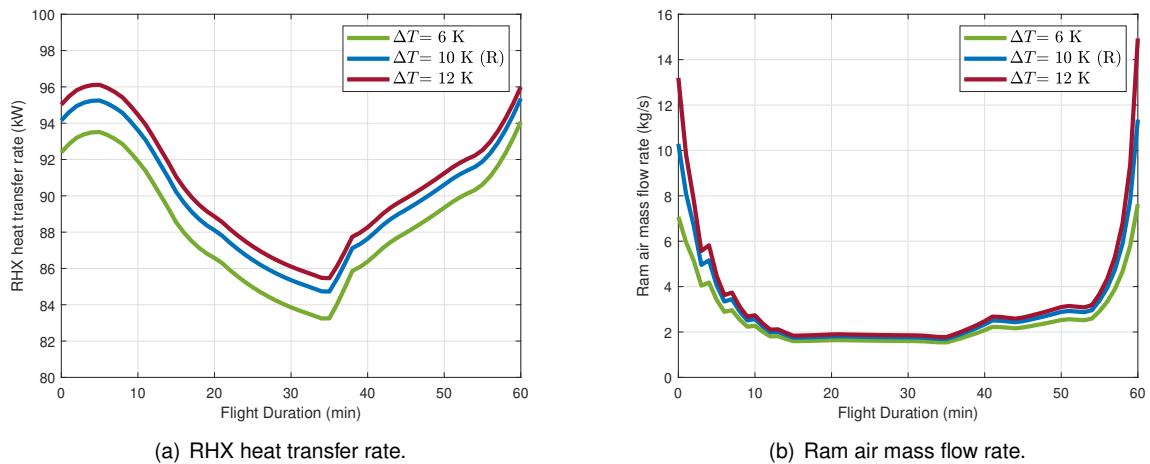 100
98
96
94
92
90
88
86
84
82
80
RHX heat transfer rate (kW)
ΔT= 6 K
ΔT= 10 K (R)
ΔT= 12 K
0 10 20 30 40 50 60
Flight Duration (min)
(a) RHX heat transfer rate.
16
14
12
10
8
6
4
2
0
Ram air mass flow rate (kg/s)
ΔT= 6 K
ΔT= 10 K (R)
ΔT= 12 K
0 10 20 30 40 50 60
Flight Duration (min)
(b) Ram air mass flow rate.